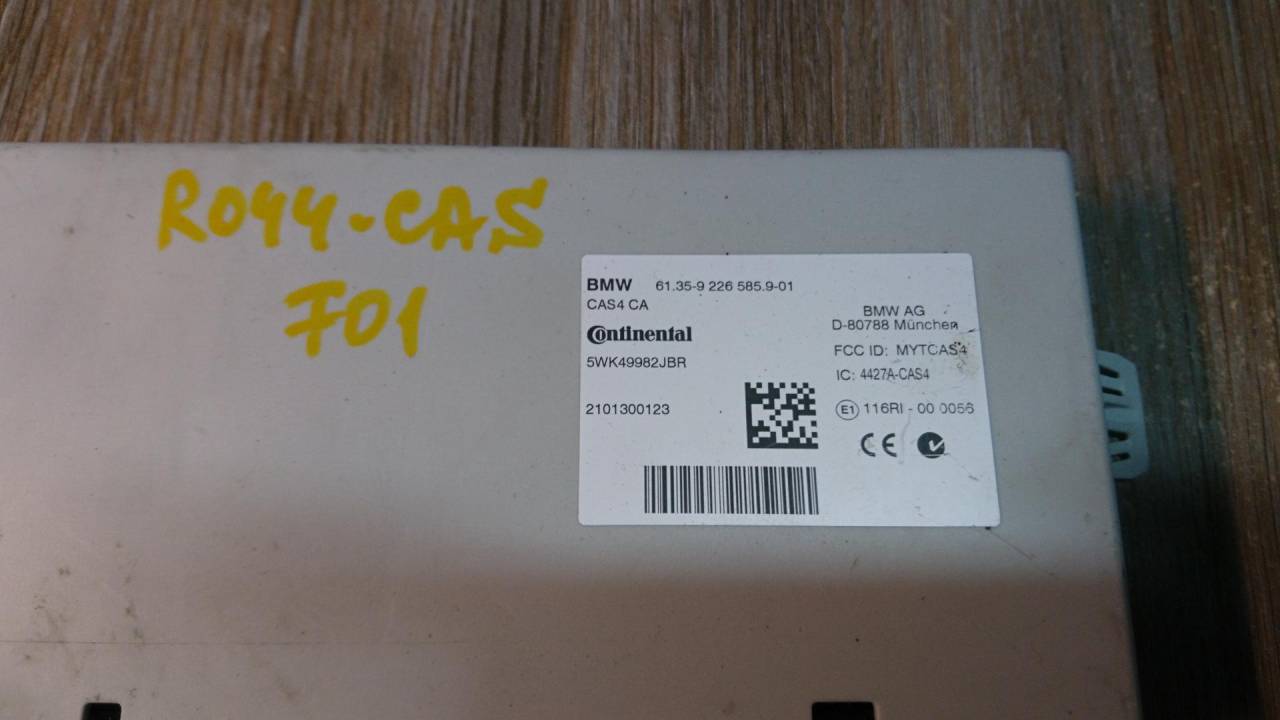 R044-CAS
F01
BMW 61.35-9 226 585.9-01
CAS4 CA
Continental
5WK49982JBR
2101300123
BMW AG
D-80788 München
FCC ID: MYTCAS4
IC: 4427A-CAS4
E1 116RI - 00 0056
CE